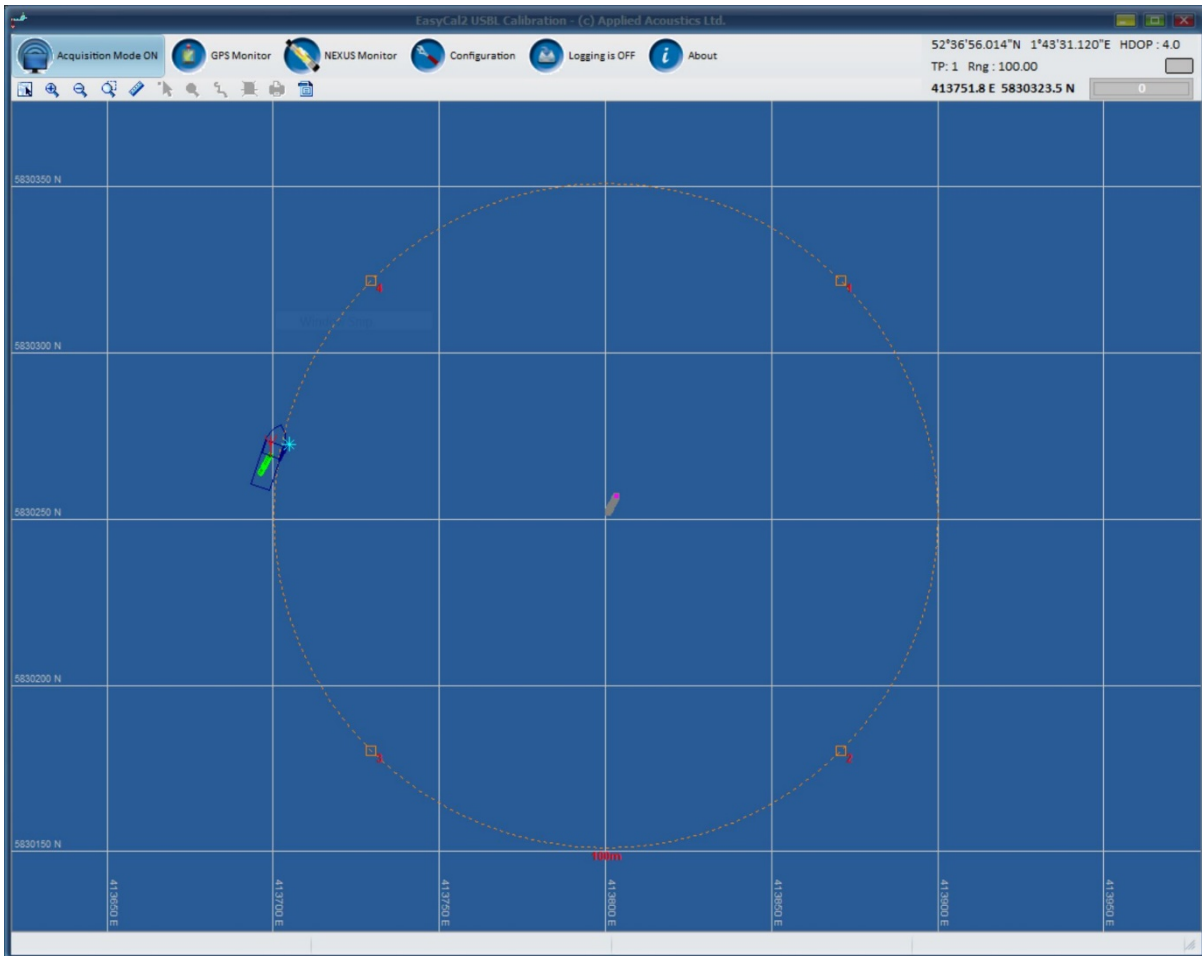 EasyCal2 USBL Calibration - (c) Applied Acoustics Ltd.
Acquisition Mode ON
GPS Monitor
NEXUS Monitor
Configuration
Logging is OFF
About
52°36'56.014"N 1°43'31.120"E HDOP : 4.0
TP: 1 Rng : 100.00
413751.8 E 5830323.5 N
0
5830350 N
5830300 N
5830250 N
5830200 N
1
2
5830150 N
100m
413650 E
413700 E
413750 E
413800 E
413850 E
413900 E
413950 E